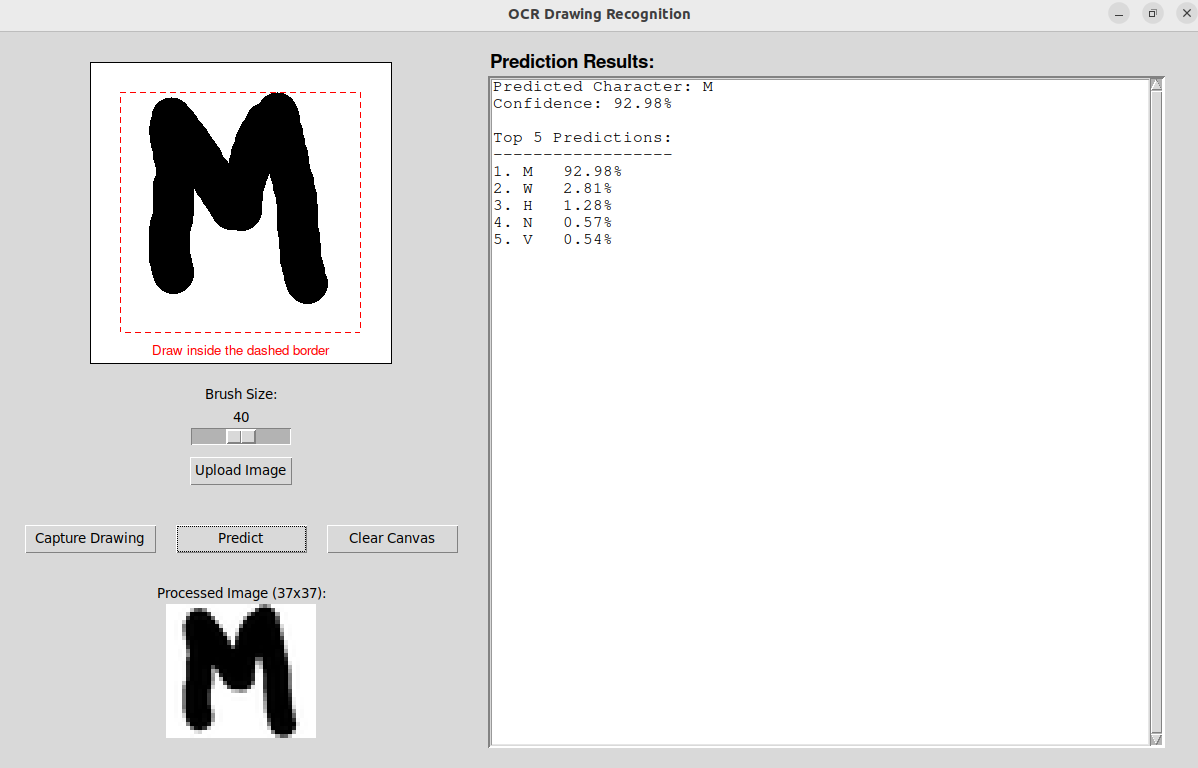 OCR Drawing Recognition
M
Draw inside the dashed border
Brush Size:
40
Upload Image
Capture Drawing
Predict
Clear Canvas
Processed Image (37x37):
M
Prediction Results:
Predicted Character: M
Confidence: 92.98%
Top 5 Predictions:
------------------
1. M   92.98%
2. W   2.81%
3. H   1.28%
4. N   0.57%
5. V   0.54%